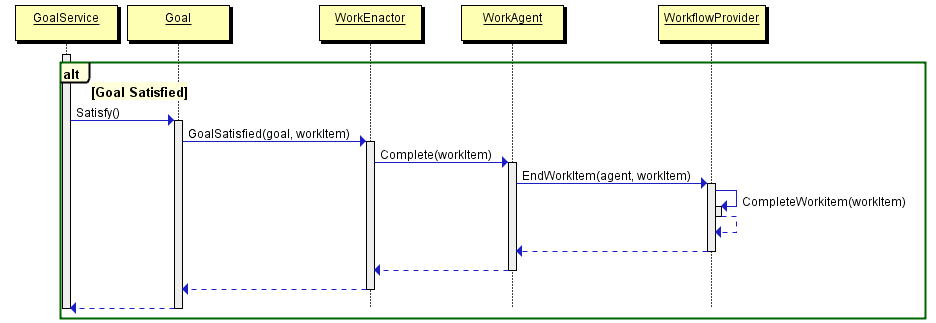 GoalService Goal WorkEnactor WorkAgent WorkflowProvider
alt
[Goal Satisfied]
Satisfy()
GoalSatisfied(goal, workItem)
Complete(workItem)
EndWorkItem(agent, workItem)
CompleteWorkitem(workItem)